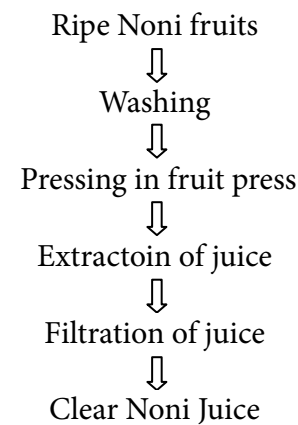 Ripe Noni fruits
Washing
Pressing in fruit press
Extractoin of juice
Filtration of juice
Clear Noni Juice